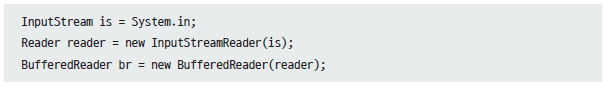 InputStream is = System.in;
Reader reader = new InputStreamReader(is);
BufferedReader br = new BufferedReader(reader);